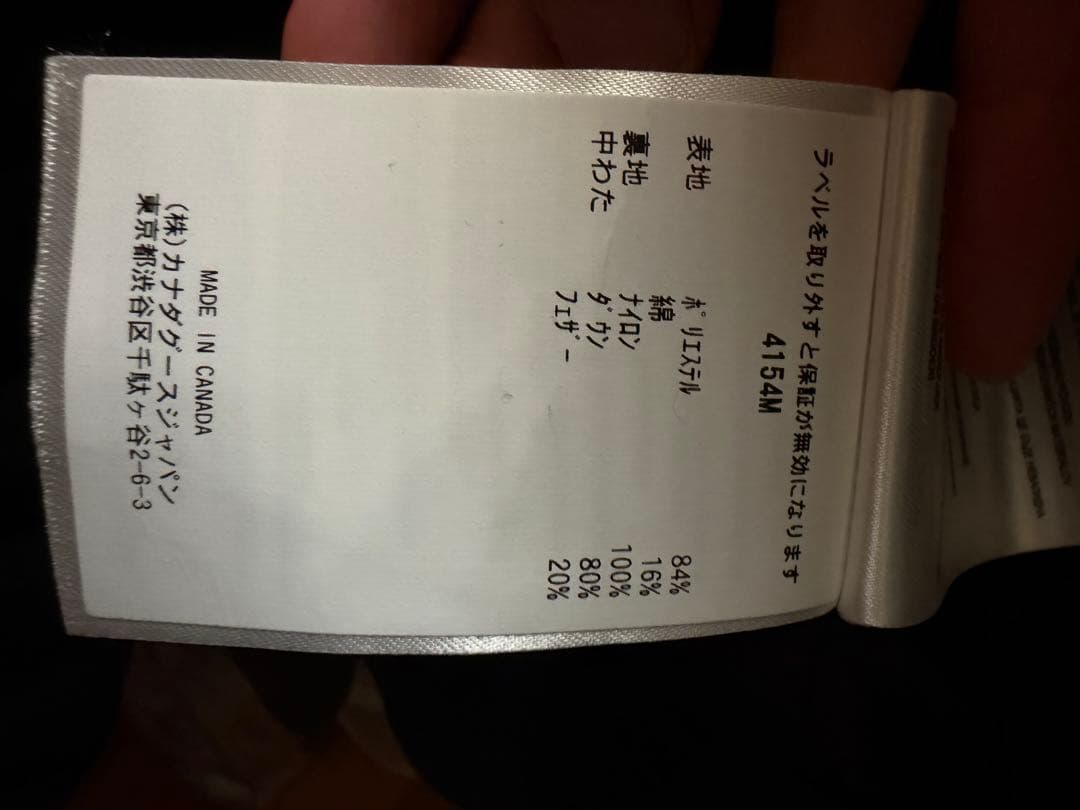 ラベルを取り外すと保証が無効になります
4154M
表地 ポリエステル 84%
綿 16%
裏地 ナイロン 100%
中わた ダウン 80%
フェザー 20%
MADE IN CANADA
(株)カナダグースジャパン
東京都渋谷区千駄ヶ谷2-6-3